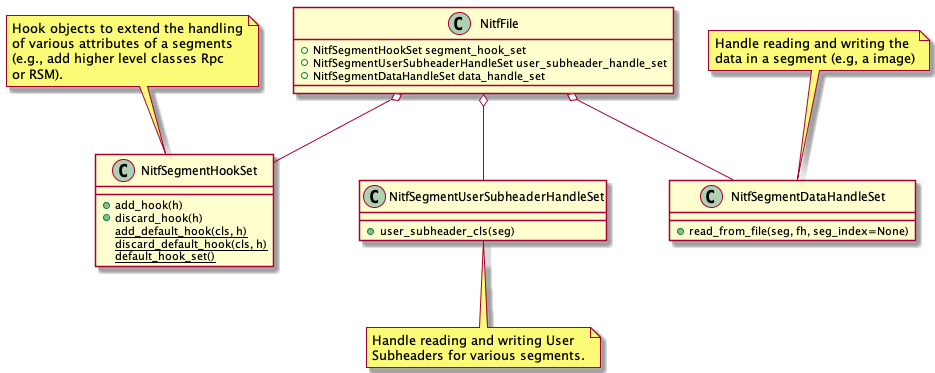 Hook objects to extend the handling
of various attributes of a segments
(e.g., add higher level classes Rpc
or RSM).
C NitfFile
NitfSegmentHookSet segment_hook_set
NitfSegmentUserSubheaderHandleSet user_subheader_handle_set
NitfSegmentDataHandleSet data_handle_set
Handle reading and writing the
data in a segment (e.g, a image)
C NitfSegmentHookSet
add_hook(h)
discard_hook(h)
add_default_hook(cls, h)
discard_default_hook(cls, h)
default_hook_set()
C NitfSegmentUserSubheaderHandleSet
user_subheader_cls(seg)
C NitfSegmentDataHandleSet
read_from_file(seg, fh, seg_index=None)
Handle reading and writing User
Subheaders for various segments.